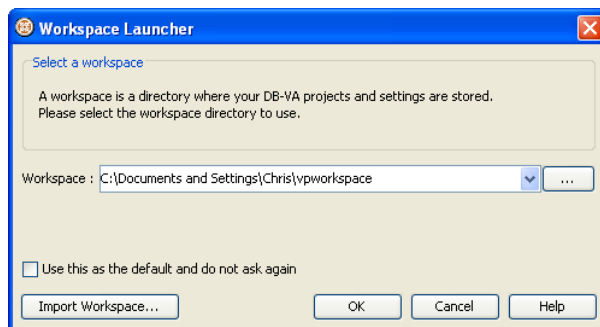 Workspace Launcher
Select a workspace
A workspace is a directory where your DB-VA projects and settings are stored.
Please select the workspace directory to use.
Workspace : C:\Documents and Settings\Chris\vpworkspace ...
Use this as the default and do not ask again
Import Workspace... OK Cancel Help